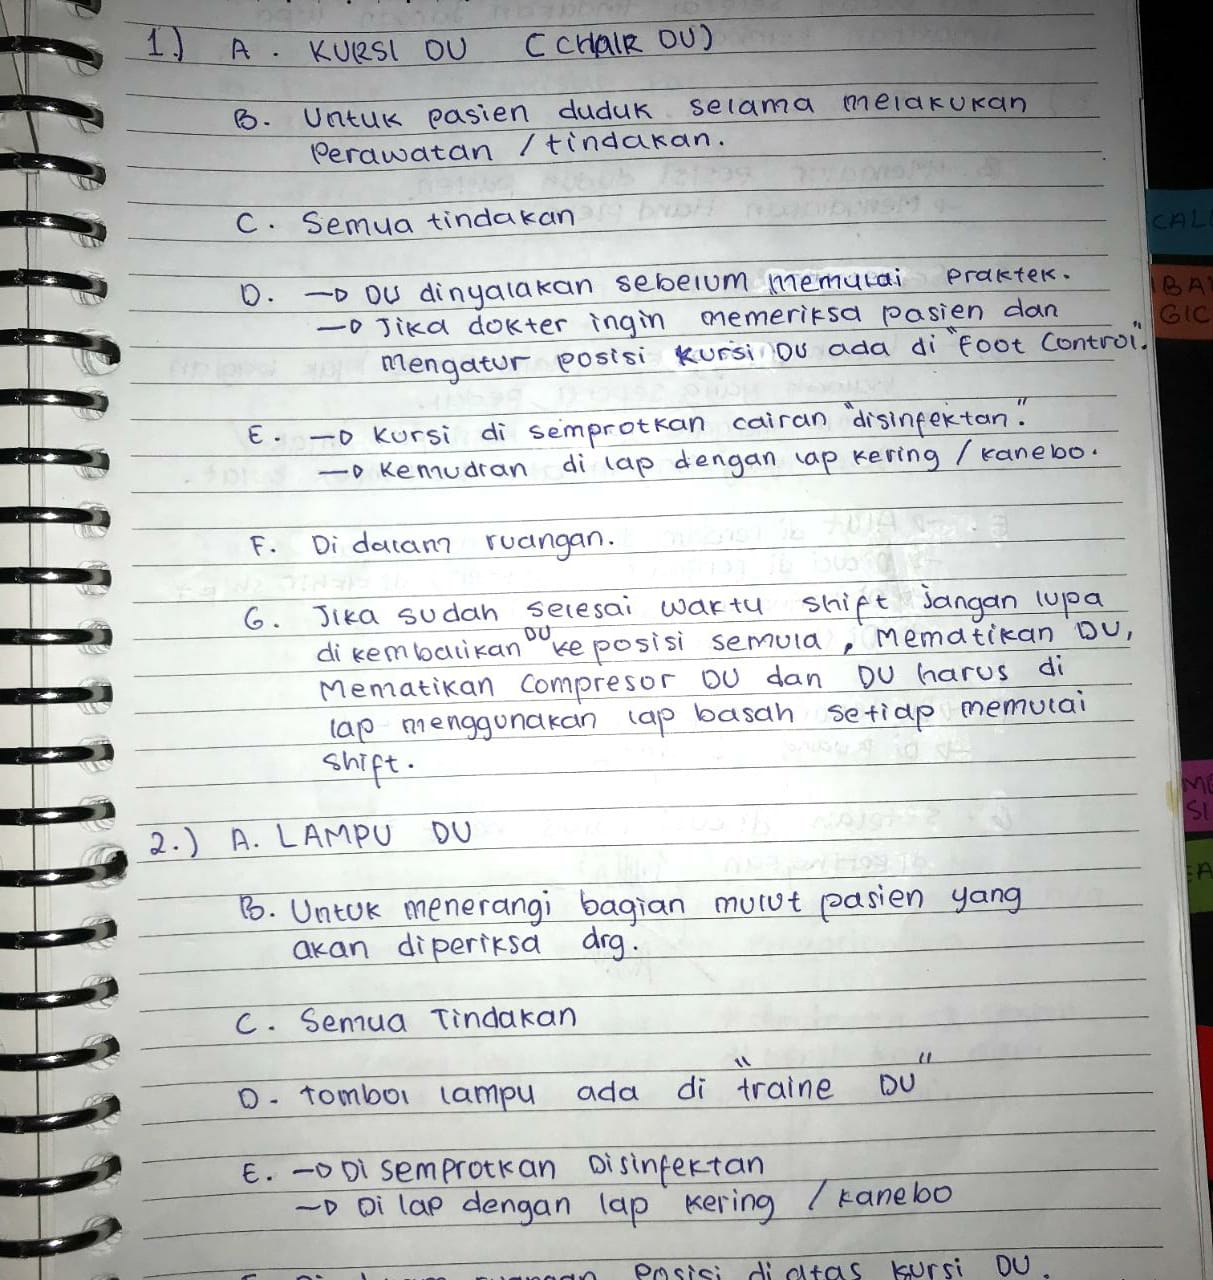 1.) A. KURSI DU (CHAIR DU)
B. Untuk pasien duduk selama melakukan
Perawatan / tindakan.
C. Semua tindakan
D. → DU dinyalakan sebelum memulai praktek.
→ Jika dokter ingin memeriksa pasien dan
mengatur posisi kursi DU ada di "foot Control".
E. → Kursi di semprotkan cairan "disinfektan".
→ Kemudian di lap dengan lap kering / kanebo.
F. Di dalam ruangan.
G. Jika sudah selesai waktu shift jangan lupa
di kembalikan DU ke posisi semula, Mematikan DU,
Mematikan Compresor DU dan DU harus di
lap menggunakan lap basah setiap memulai
shift.
2.) A. LAMPU DU
B. Untuk menerangi bagian mulut pasien yang
akan diperiksa drg.
C. Semua Tindakan
D. tombol lampu ada di "traine DU"
E. → Di semprotkan Disinfektan
→ Di lap dengan lap kering / kanebo
Posisi di atas kursi DU.
CAL
BA
GIC
SI